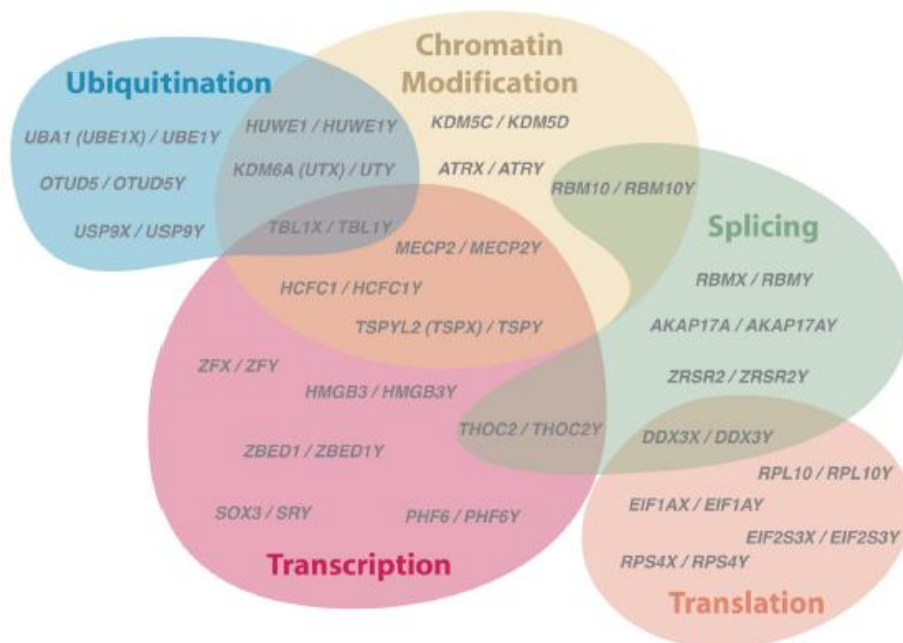 Chromatin
Modification
Ubiquitination
UBA1 (UBE1X) / UBE1Y
HUWE1 / HUWE1Y
KDM5C / KDM5D
KDM6A (UTX) / UTY
ATRX / ATRY
OTUD5 / OTUD5Y
RBM10 / RBM10Y
USP9X / USP9Y
TBL1X / TBL1Y
Splicing
MECP2 / MECP2Y
RBMX / RBMY
HCFC1 / HCFC1Y
TSPYL2 (TSPX) / TSPY
AKAP17A / AKAP17AY
ZFX / ZFY
HMGB3 / HMGB3Y
ZRSR2 / ZRSR2Y
THOC2 / THOC2Y
DDX3X / DDX3Y
ZBED1 / ZBED1Y
RPL10 / RPL10Y
EIF1AX / EIF1AY
SOX3 / SRY
PHF6 / PHF6Y
EIF2S3X / EIF2S3Y
RPS4X / RPS4Y
Transcription
Translation